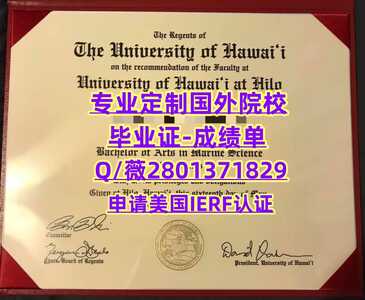 The Regents of
The University of Hawai‘i
on the recommendation of the Faculty at
University of Hawai‘i at Hilo
专业定制国外院校
毕业证-成绩单
Bachelor of Arts in Marine Science
Q/薇2801371829
申请美国IERF认证
Committee
President, University of Hawai‘i